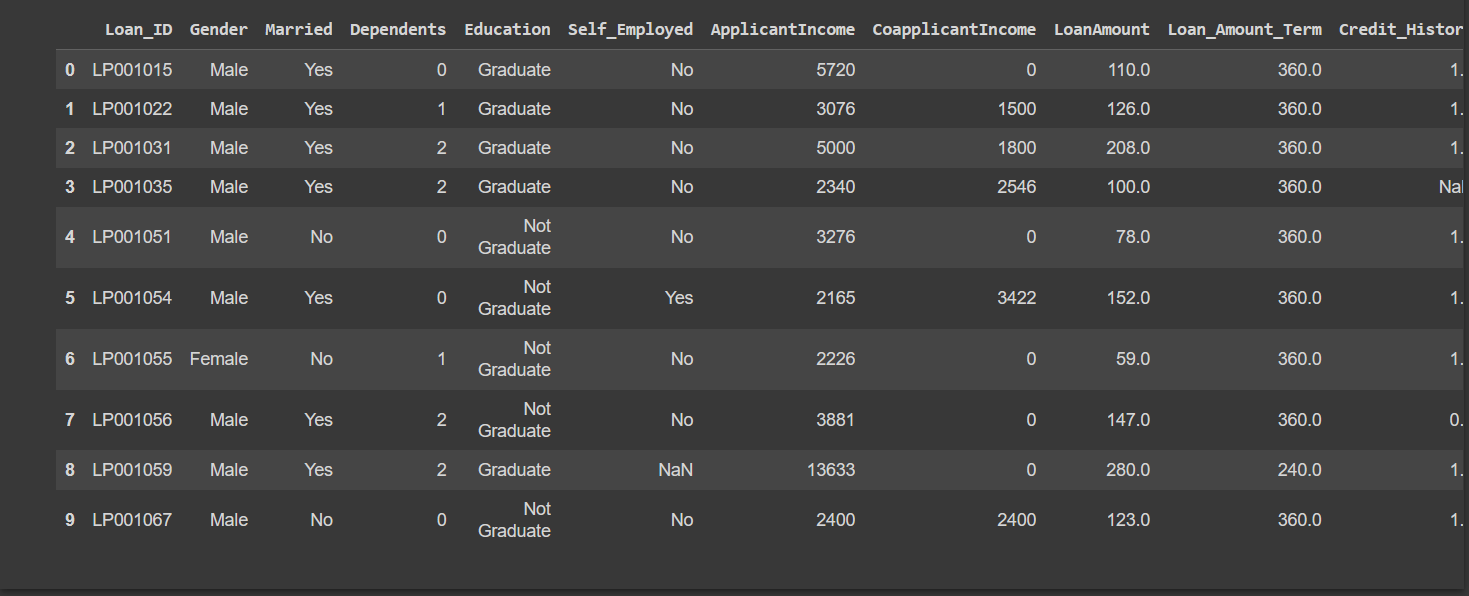 Loan_ID Gender Married Dependents Education Self_Employed ApplicantIncome CoapplicantIncome LoanAmount Loan_Amount_Term Credit_Histor
0 LP001015 Male Yes 0 Graduate No 5720 0 110.0 360.0 1.
1 LP001022 Male Yes 1 Graduate No 3076 1500 126.0 360.0 1.
2 LP001031 Male Yes 2 Graduate No 5000 1800 208.0 360.0 1.
3 LP001035 Male Yes 2 Graduate No 2340 2546 100.0 360.0 Na
4 LP001051 Male No 0 Not Graduate No 3276 0 78.0 360.0 1.
5 LP001054 Male Yes 0 Not Graduate Yes 2165 3422 152.0 360.0 1.
6 LP001055 Female No 1 Not Graduate No 2226 0 59.0 360.0 1.
7 LP001056 Male Yes 2 Not Graduate No 3881 0 147.0 360.0 0.
8 LP001059 Male Yes 2 Graduate NaN 13633 0 280.0 240.0 1.
9 LP001067 Male No 0 Not Graduate No 2400 2400 123.0 360.0 1.